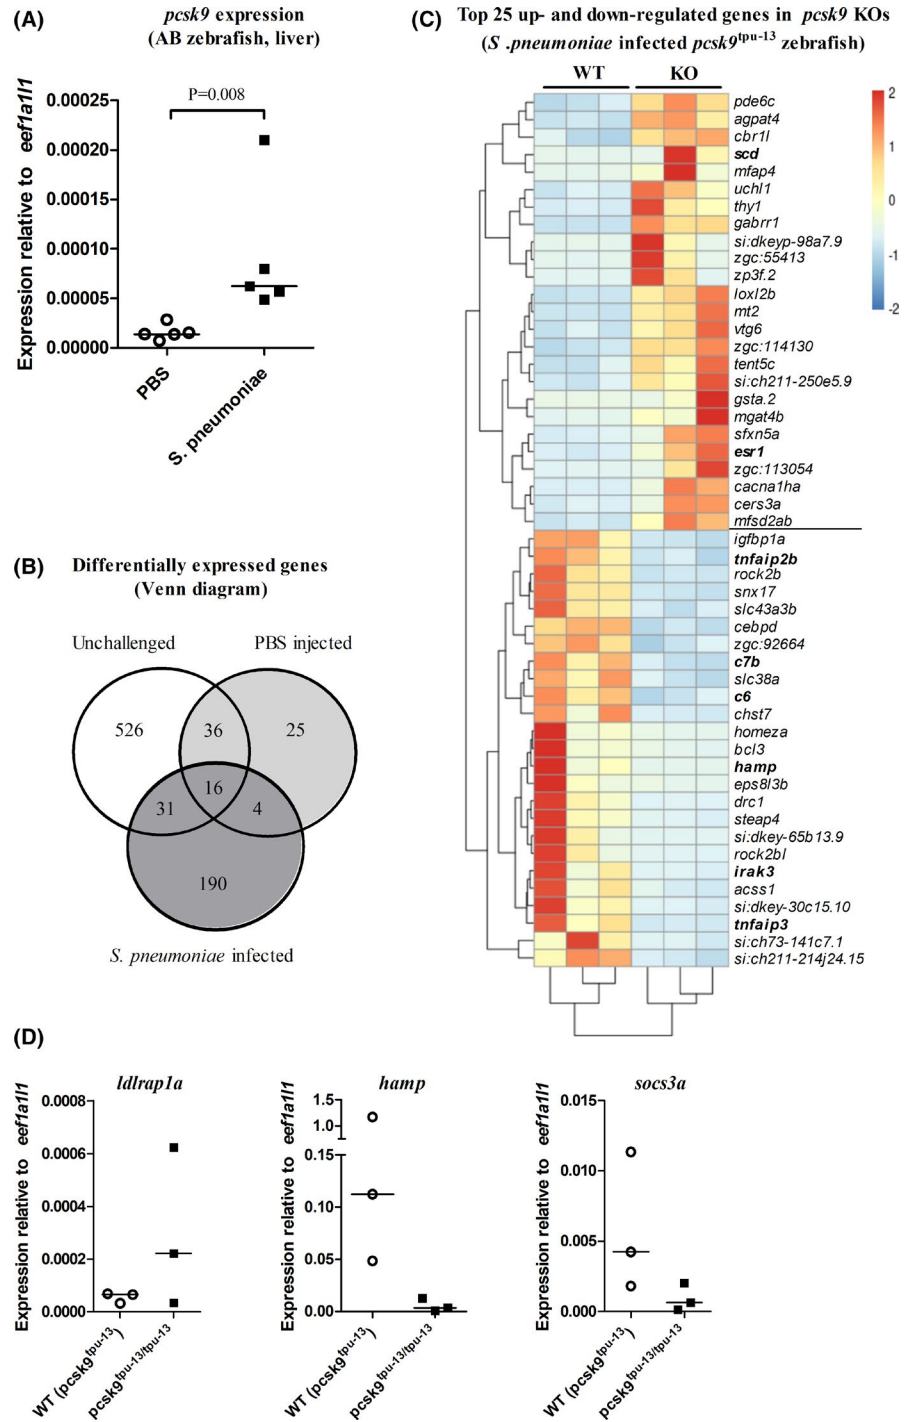 (A)
pcsk9 expression
(AB zebrafish, liver)
P=0.008
Expression relative to eef1a1l1
0.00025
0.00020
0.00015
0.00010
0.00005
0.00000
PBS
S. pneumoniae
(B)
Differentially expressed genes
(Venn diagram)
Unchallenged
PBS injected
526
36
25
16
31
4
190
S. pneumoniae infected
(C)
Top 25 up- and down-regulated genes in pcsk9 KOs
(S .pneumoniae infected pcsk9tpu-13 zebrafish)
WT
KO
pde6c
agpat4
cbr1l
scd
mfap4
uchl1
thy1
gabrr1
si:dkeyp-98a7.9
zgc:55413
zp3f.2
loxl2b
mt2
vtg6
zgc:114130
tent5c
si:ch211-250e5.9
gsta.2
mgat4b
sfxn5a
esr1
zgc:113054
cacna1ha
cers3a
mfsd2ab
igfbp1a
tnfaip2b
rock2b
snx17
slc43a3b
cebpd
zgc:92664
c7b
slc38a
c6
chst7
homeza
bcl3
hamp
eps8l3b
drc1
steap4
si:dkey-65b13.9
rock2bl
irak3
acss1
si:dkey-30c15.10
tnfaip3
si:ch73-141c7.1
si:ch211-214j24.15
2
1
0
-1
-2
(D)
ldlrap1a
Expression relative to eef1a1l1
0.0008
0.0006
0.0004
0.0002
0.0000
WT (pcsk9tpu-13)
pcsk9tpu-13/tpu-13
hamp
Expression relative to eef1a1l1
1.5
1.0
0.15
0.10
0.05
0.00
WT (pcsk9tpu-13)
pcsk9tpu-13/tpu-13
socs3a
Expression relative to eef1a1l1
0.015
0.010
0.005
0.000
WT (pcsk9tpu-13)
pcsk9tpu-13/tpu-13